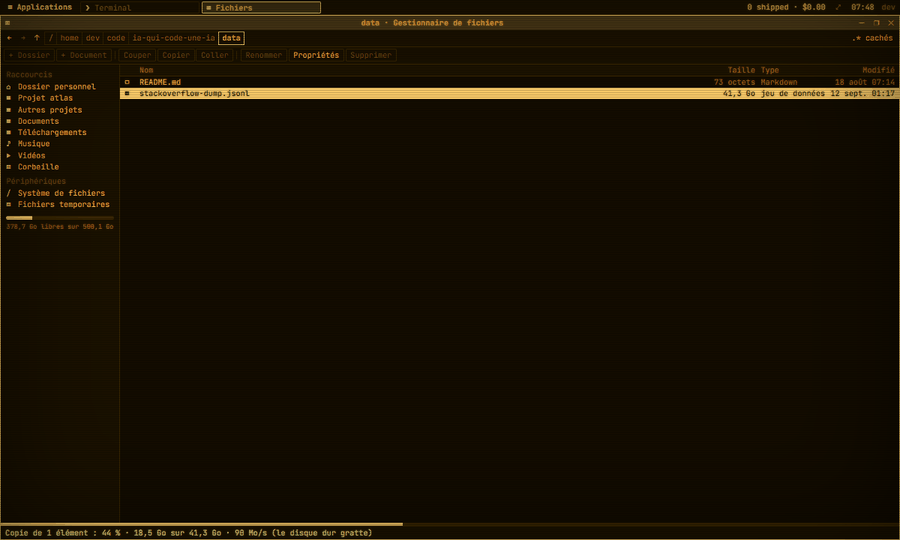 Applications Terminal Fichiers 0 shipped · $0.00 07:48 dev
data · Gestionnaire de fichiers
/ home dev code ia-qui-code-une-ia data .* cachés
+ Dossier + Document Couper Copier Coller Renommer Propriétés Supprimer
Raccourcis
Dossier personnel
Projet atlas
Autres projets
Documents
Téléchargements
Musique
Vidéos
Corbeille
Périphériques
/ Système de fichiers
Fichiers temporaires
378,7 Go libres sur 500,1 Go
Nom Taille Type Modifié
README.md 73 octets Markdown 18 août 07:14
stackoverflow-dump.jsonl 41,3 Go jeu de données 12 sept. 01:17
Copie de 1 élément : 44 % · 18,5 Go sur 41,3 Go · 90 Mo/s (le disque dur gratte)